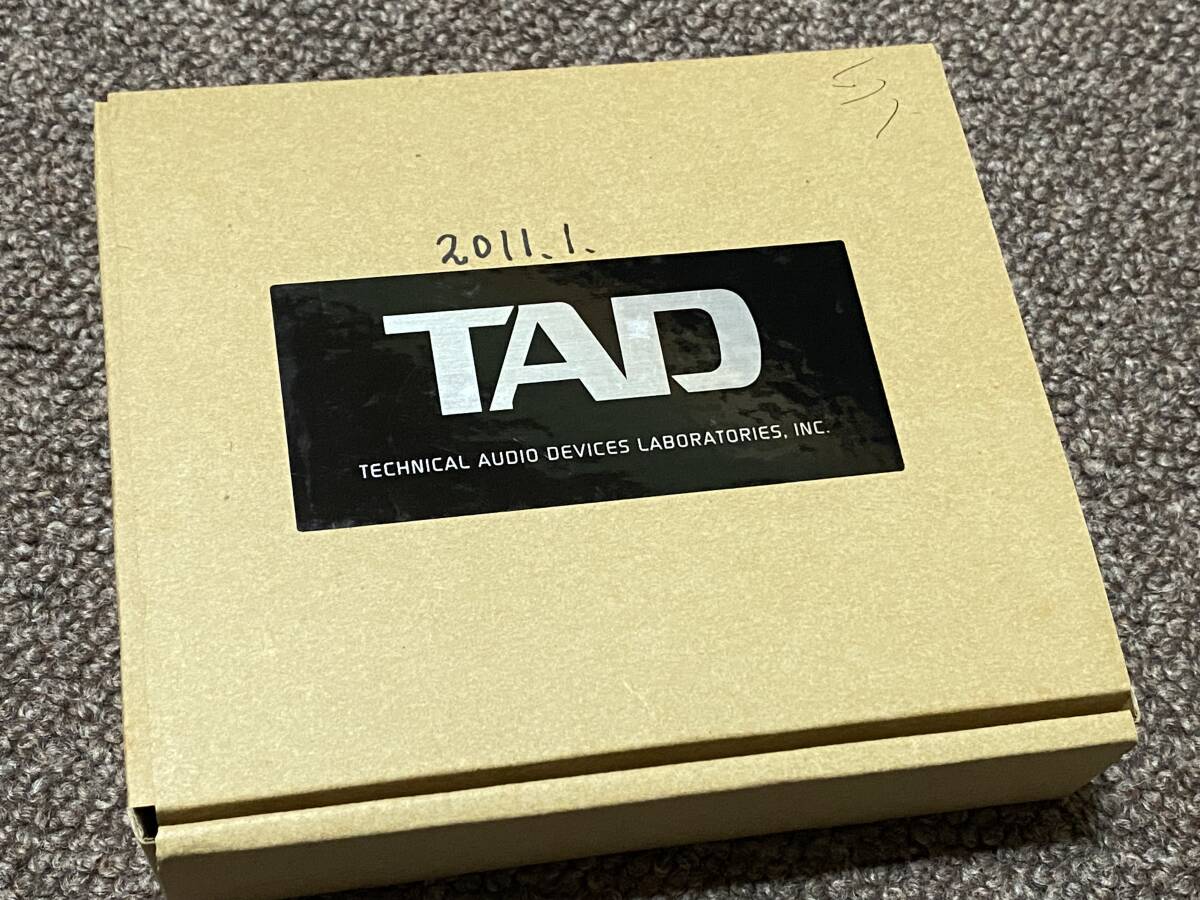 2011.1.
TAD
TECHNICAL AUDIO DEVICES LABORATORIES, INC.